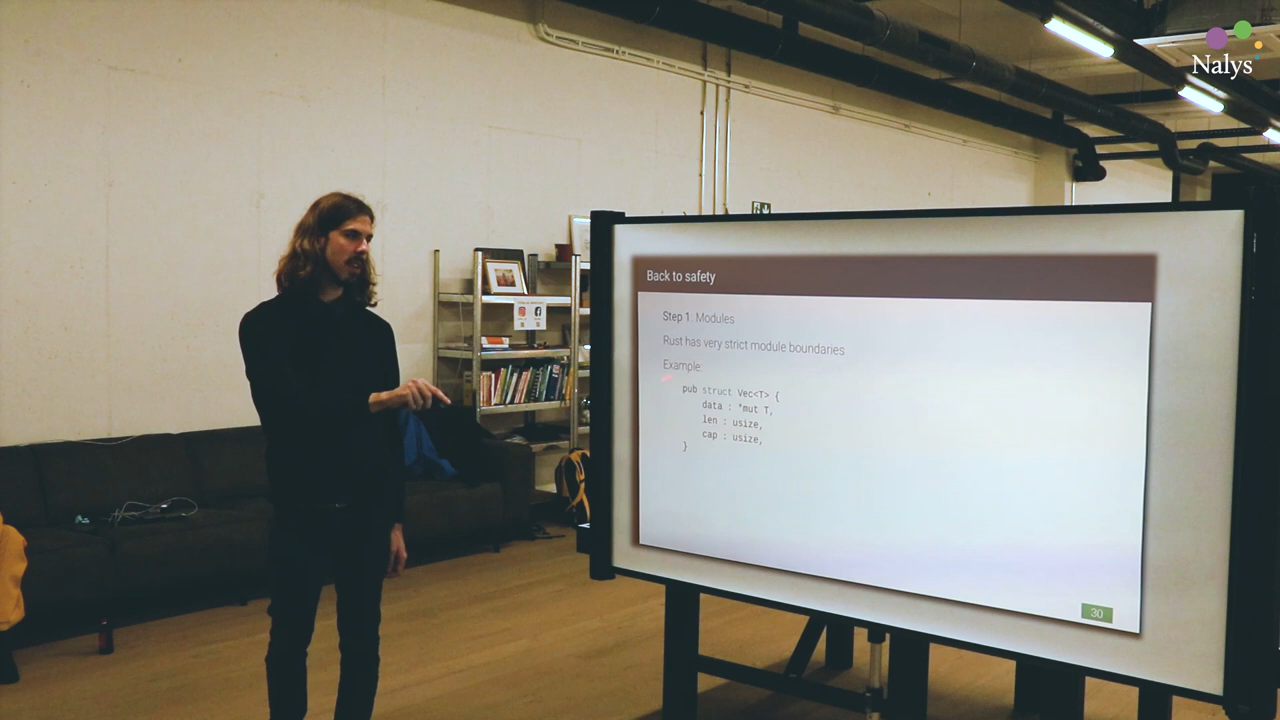 Nalys
Back to safety
Step 1. Modules
Rust has very strict module boundaries
Example:
pub struct Vec<T> {
data : *mut T,
len : usize,
cap : usize,
}
30